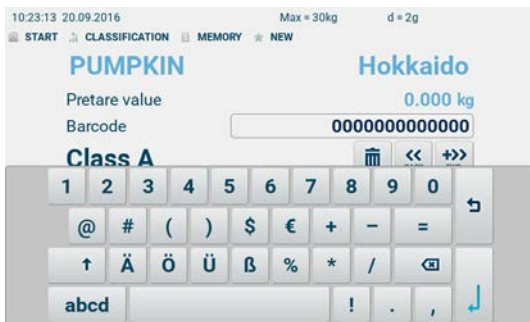 10:23:13 20.09.2016 Max = 30kg d = 2g
START CLASSIFICATION MEMORY NEW
PUMPKIN Hokkaido
Pretare value 0.000 kg
Barcode 0000000000000
Class A << +>>
1 2 3 4 5 6 7 8 9 0
@ # ( ) $ € + − =
Ä Ö Ü ß % * /
abcd ! . ,